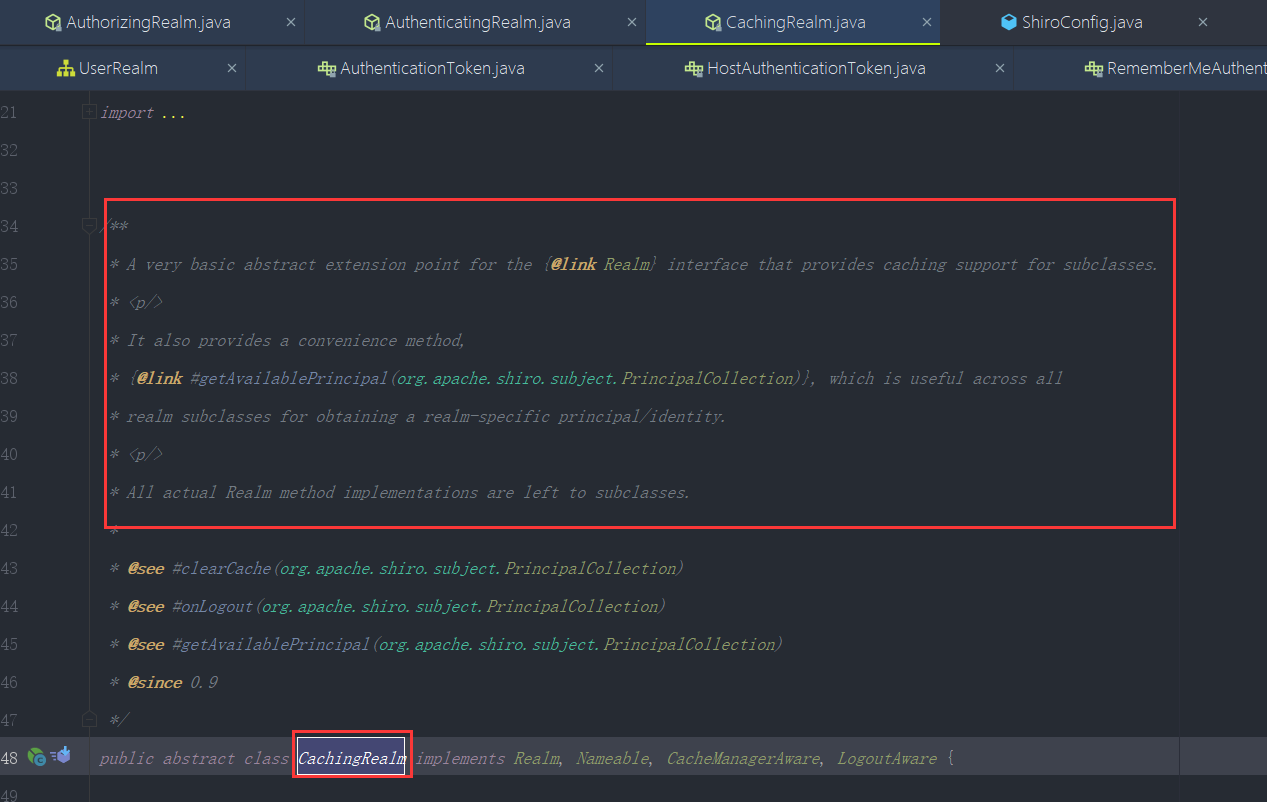 AuthorizingRealm.java × AuthenticatingRealm.java × CachingRealm.java × ShiroConfig.java ×
UserRealm × AuthenticationToken.java × HostAuthenticationToken.java × RememberMeAuthent
21 import ...
32
33
34 /**
35 * A very basic abstract extension point for the {@link Realm} interface that provides caching support for subclasses.
36 * <p/>
37 * It also provides a convenience method,
38 * {@link #getAvailablePrincipal(org.apache.shiro.subject.PrincipalCollection)}, which is useful across all
39 * realm subclasses for obtaining a realm-specific principal/identity.
40 * <p/>
41 * All actual Realm method implementations are left to subclasses.
42 *
43 * @see #clearCache(org.apache.shiro.subject.PrincipalCollection)
44 * @see #onLogout(org.apache.shiro.subject.PrincipalCollection)
45 * @see #getAvailablePrincipal(org.apache.shiro.subject.PrincipalCollection)
46 * @since 0.9
47 */
48 public abstract class CachingRealm implements Realm, Nameable, CacheManagerAware, LogoutAware {
49